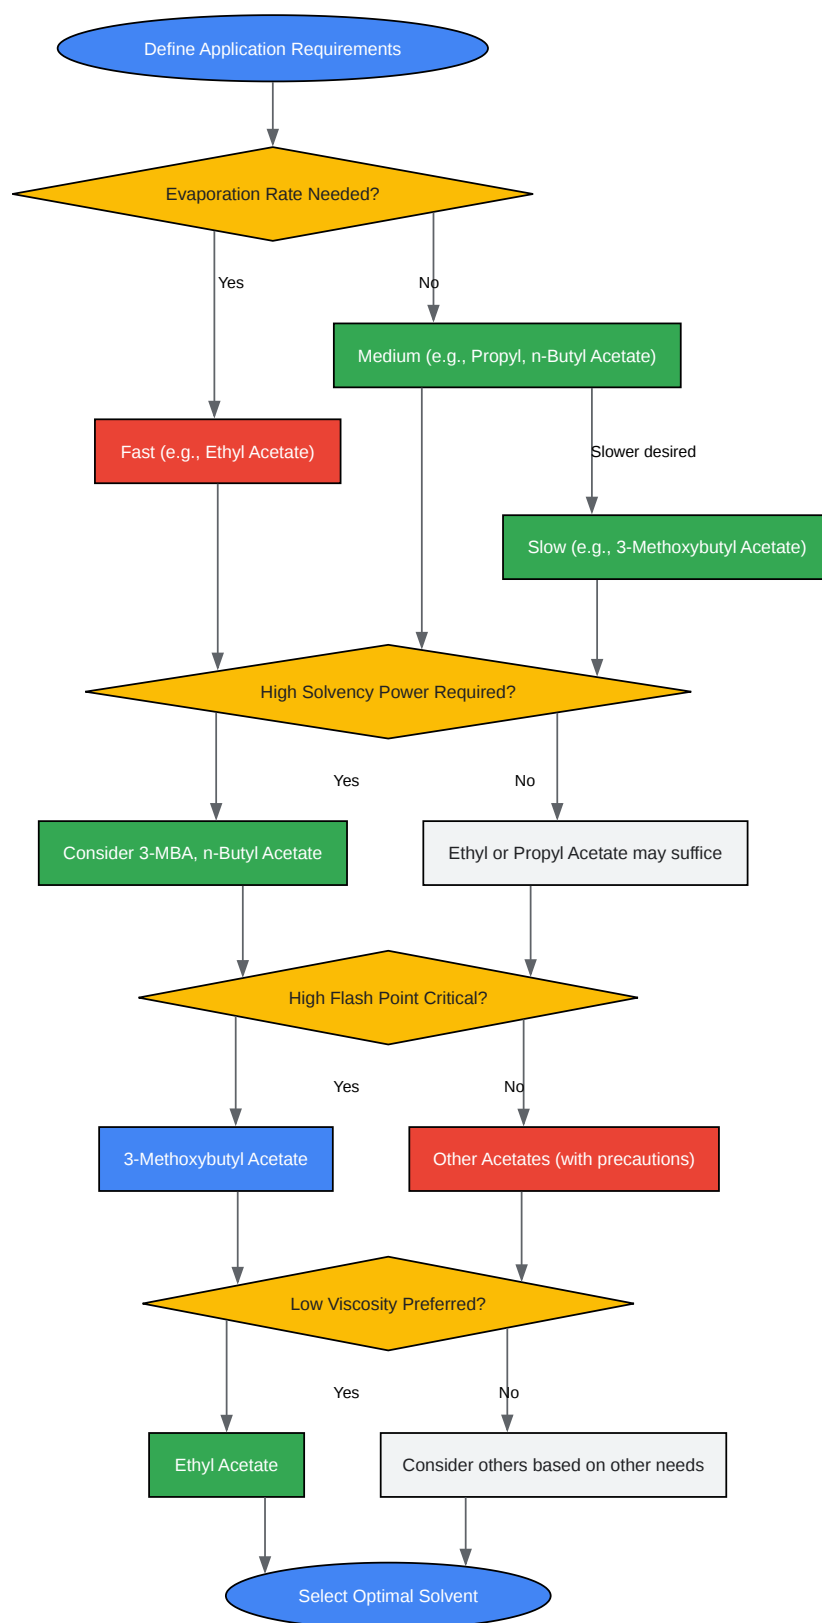 Define Application Requirements
Evaporation Rate Needed?
Yes
No
Medium (e.g., Propyl, n-Butyl Acetate)
Fast (e.g., Ethyl Acetate)
Slower desired
Slow (e.g., 3-Methoxybutyl Acetate)
High Solvency Power Required?
Yes
No
Consider 3-MBA, n-Butyl Acetate
Ethyl or Propyl Acetate may suffice
High Flash Point Critical?
Yes
No
3-Methoxybutyl Acetate
Other Acetates (with precautions)
Low Viscosity Preferred?
Yes
No
Ethyl Acetate
Consider others based on other needs
Select Optimal Solvent